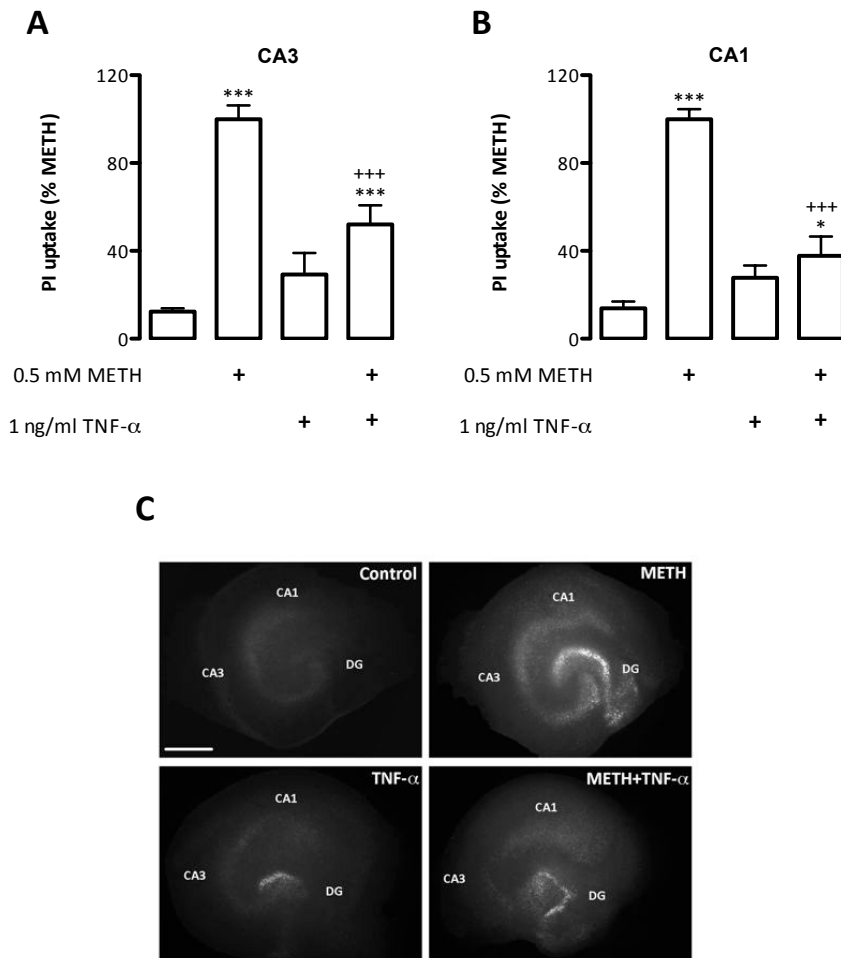 A
B
CA3
CA1
PI uptake (% METH)
120
80
40
0
***
+++
***
PI uptake (% METH)
120
80
40
0
***
+++
*
0.5 mM METH + +
1 ng/ml TNF-α + +
0.5 mM METH + +
1 ng/ml TNF-α + +
C
Control
CA1
CA3
DG
METH
CA1
CA3
DG
TNF-α
CA1
CA3
DG
METH+TNF-α
CA1
CA3
DG